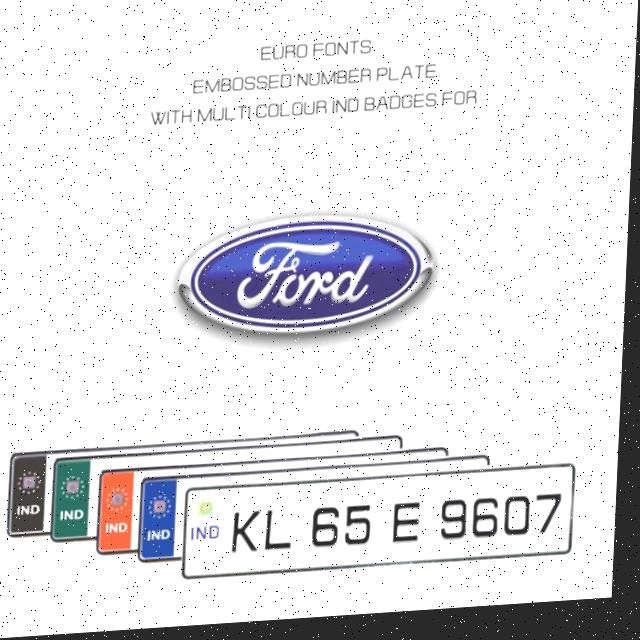 EURO FONTS
EMBOSSED NUMBER PLATE
WITH MULTI COLOUR IND BADGES FOR
Ford
IND
IND
IND
IND
IND KL 65 E 9607